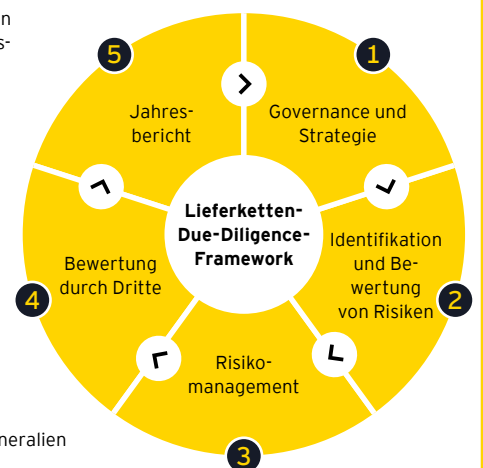 n
s-
5
1
Jahres-
bericht
Governance und
Strategie
Lieferketten-
Due-Diligence-
Framework
Identifikation
und Be-
wertung
von Risiken
2
Bewertung
durch Dritte
4
Risiko-
management
neralien
3